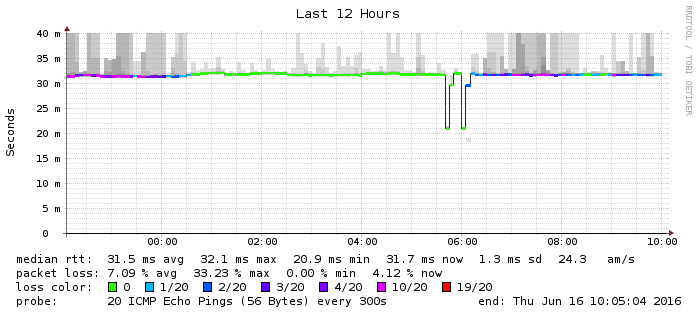 Last 12 Hours
RRDTOOL / TOBI OETIKER
Seconds
40 m
35 m
30 m
25 m
20 m
15 m
10 m
5 m
0
00:00 02:00 04:00 06:00 08:00 10:00
median rtt: 31.5 ms avg 32.1 ms max 20.9 ms min 31.7 ms now 1.3 ms sd 24.3 am/s
packet loss: 7.09 % avg 33.23 % max 0.00 % min 4.12 % now
loss color: 0 1/20 2/20 3/20 4/20 10/20 19/20
probe: 20 ICMP Echo Pings (56 Bytes) every 300s end: Thu Jun 16 10:05:04 2016